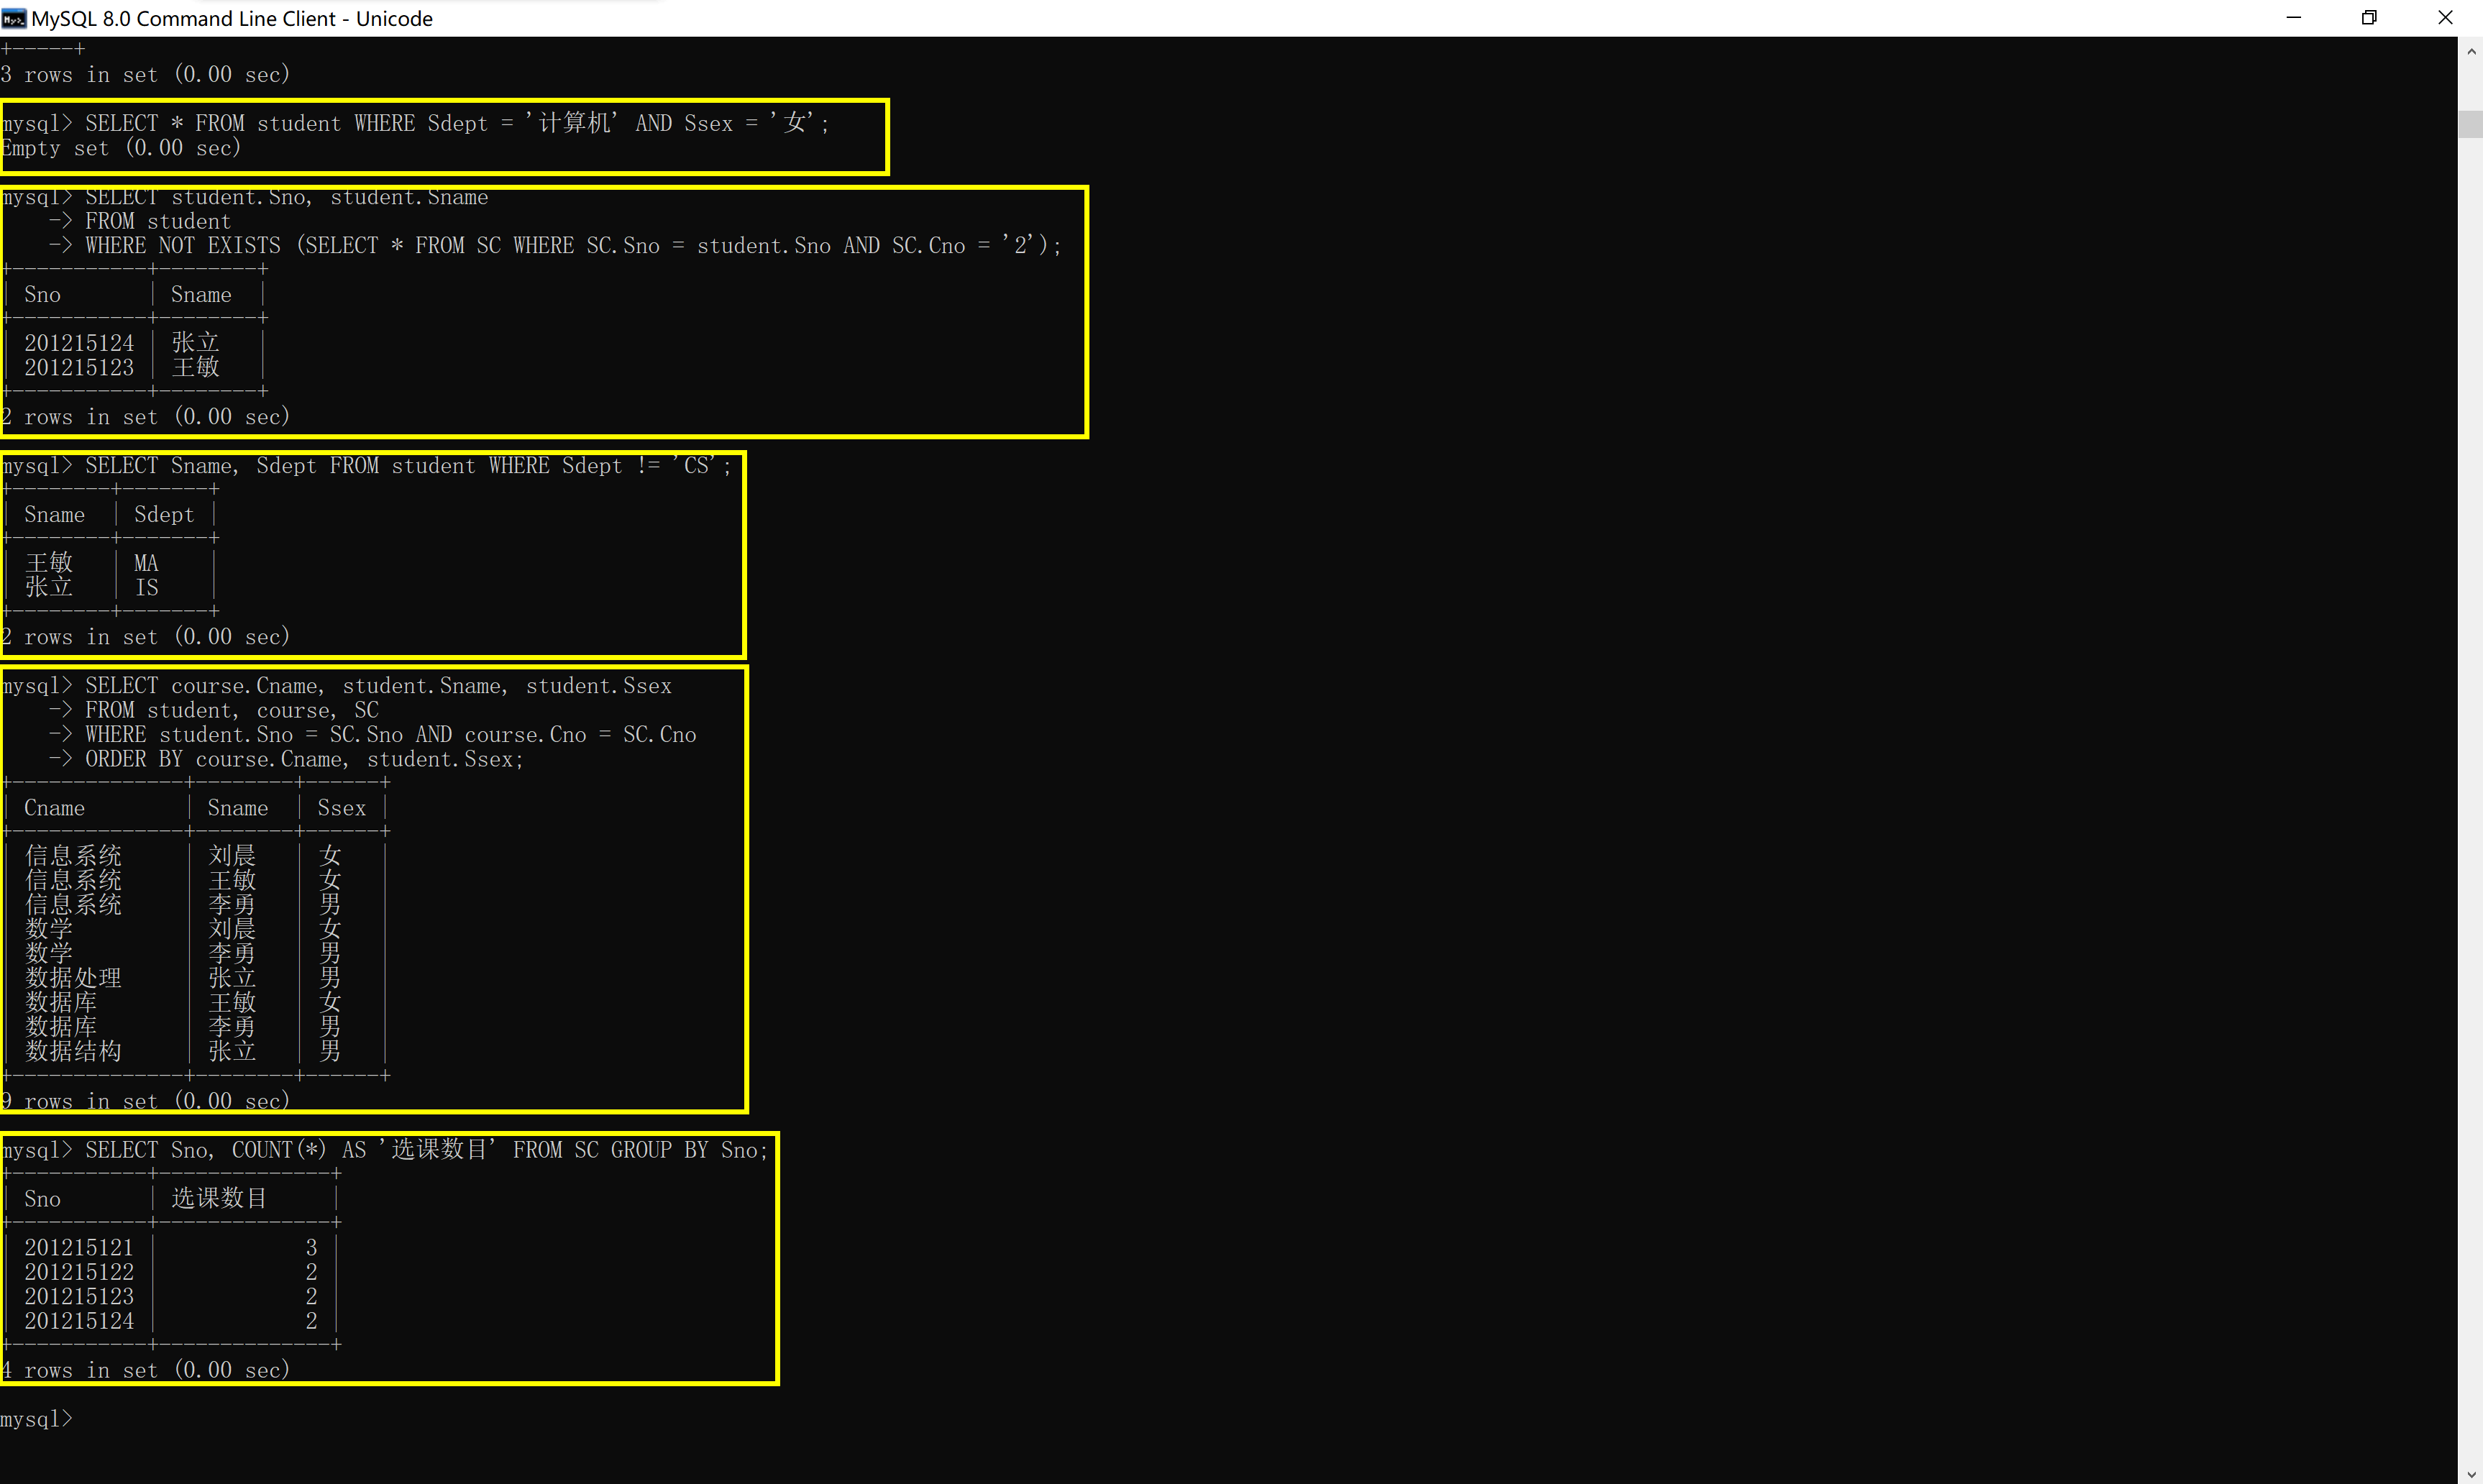 MySQL 8.0 Command Line Client - Unicode
+-----+
3 rows in set (0.00 sec)
mysql> SELECT * FROM student WHERE Sdept = '计算机' AND Ssex = '女';
Empty set (0.00 sec)
mysql> SELECT student.Sno, student.Sname
    -> FROM student
    -> WHERE NOT EXISTS (SELECT * FROM SC WHERE SC.Sno = student.Sno AND SC.Cno = '2');
+-----------+--------+
| Sno       | Sname  |
+-----------+--------+
| 201215124 | 张立   |
| 201215123 | 王敏   |
+-----------+--------+
2 rows in set (0.00 sec)
mysql> SELECT Sname, Sdept FROM student WHERE Sdept != 'CS';
+--------+-------+
| Sname  | Sdept |
+--------+-------+
| 王敏   | MA    |
| 张立   | IS    |
+--------+-------+
2 rows in set (0.00 sec)
mysql> SELECT course.Cname, student.Sname, student.Ssex
    -> FROM student, course, SC
    -> WHERE student.Sno = SC.Sno AND course.Cno = SC.Cno
    -> ORDER BY course.Cname, student.Ssex;
+--------------+--------+------+
| Cname        | Sname  | Ssex |
+--------------+--------+------+
| 信息系统     | 刘晨   | 女   |
| 信息系统     | 王敏   | 女   |
| 信息系统     | 李勇   | 男   |
| 数学         | 刘晨   | 女   |
| 数学         | 李勇   | 男   |
| 数据处理     | 张立   | 男   |
| 数据库       | 王敏   | 女   |
| 数据库       | 李勇   | 男   |
| 数据结构     | 张立   | 男   |
+--------------+--------+------+
9 rows in set (0.00 sec)
mysql> SELECT Sno, COUNT(*) AS '选课数目' FROM SC GROUP BY Sno;
+-----------+--------------+
| Sno       | 选课数目     |
+-----------+--------------+
| 201215121 |            3 |
| 201215122 |            2 |
| 201215123 |            2 |
| 201215124 |            2 |
+-----------+--------------+
4 rows in set (0.00 sec)
mysql>